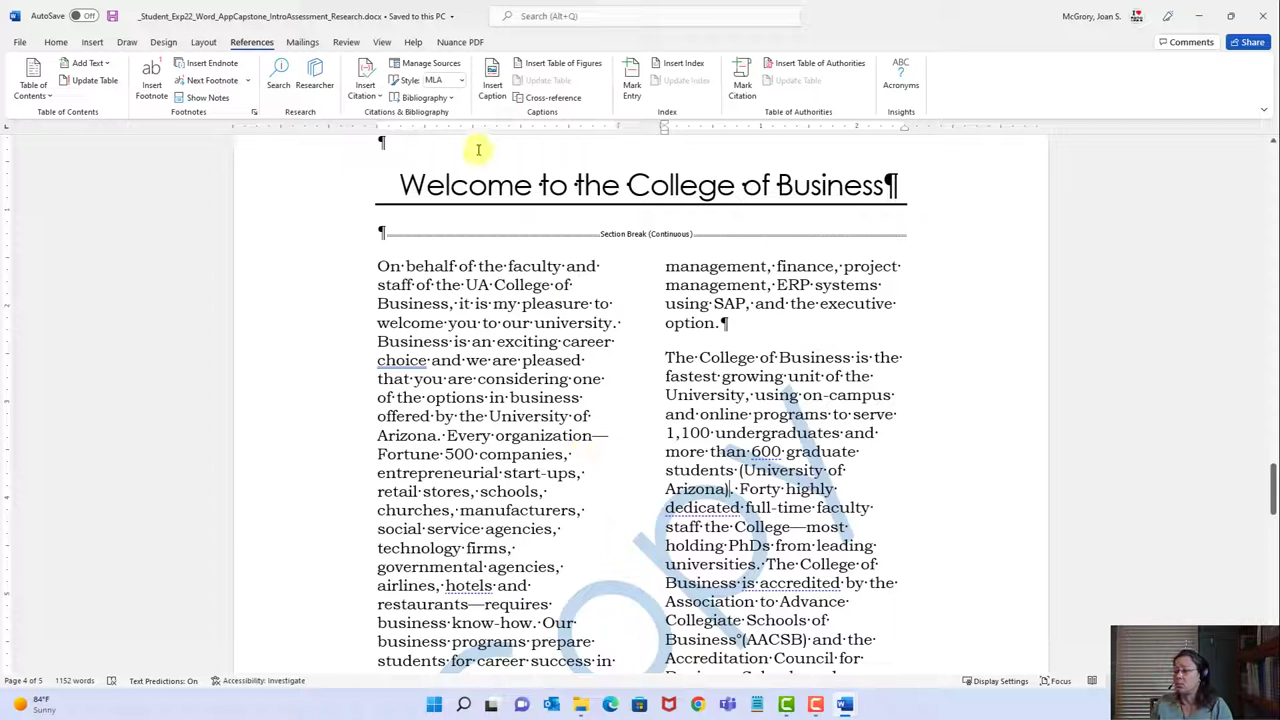 AutoSave Off _Student_Exp22_Word_AppCapstone_IntroAssessment_Research.docx • Saved to this PC Search (Alt+Q) McGrory, Joan S.
File Home Insert Draw Design Layout References Mailings Review View Help Nuance PDF Comments Share
Table of Contents
Add Text
Update Table
Table of Contents
Insert Footnote
Insert Endnote
Next Footnote
Show Notes
Footnotes
Search
Researcher
Research
Insert Citation
Manage Sources
Style: MLA
Bibliography
Citations & Bibliography
Insert Caption
Insert Table of Figures
Update Table
Cross-reference
Captions
Mark Entry
Insert Index
Update Index
Index
Mark Citation
Insert Table of Authorities
Update Table
Table of Authorities
Acronyms
Insights
¶
Welcome·to·the·College·of·Business¶
¶ Section Break (Continuous)
On·behalf·of·the·faculty·and·
staff·of·the·UA·College·of·
Business,·it·is·my·pleasure·to·
welcome·you·to·our·university.·
Business·is·an·exciting·career·
choice·and·we·are·pleased·
that·you·are·considering·one·
of·the·options·in·business·
offered·by·the·University·of·
Arizona.·Every·organization—
Fortune·500·companies,·
entrepreneurial·start-ups,·
retail·stores,·schools,·
churches,·manufacturers,·
social·service·agencies,·
technology·firms,·
governmental·agencies,·
airlines,·hotels·and·
restaurants—requires·
business·know-how.·Our·
business·programs·prepare·
students·for·career·success·in·
management,·finance,·project·
management,·ERP·systems·
using·SAP,·and·the·executive·
option.¶
The·College·of·Business·is·the·
fastest·growing·unit·of·the·
University,·using·on-campus·
and·online·programs·to·serve·
1,100·undergraduates·and·
more·than·600·graduate·
students·(University·of·
Arizona).·Forty·highly·
dedicated·full-time·faculty·
staff·the·College—most·
holding·PhDs·from·leading·
universities.·The·College·of·
Business·is·accredited·by·the·
Association·to·Advance·
Collegiate·Schools·of·
Business°(AACSB)·and·the·
Accreditation·Council·for·
Copy
Page 4 of 5 1152 words Text Predictions: On Accessibility: Investigate Display Settings Focus
84°F
Sunny